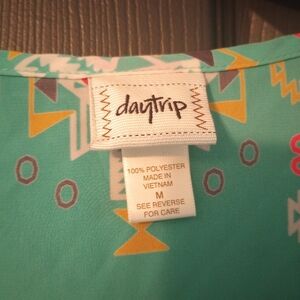 daytrip
100% POLYESTER
MADE IN
VIETNAM
M
SEE REVERSE
FOR CARE